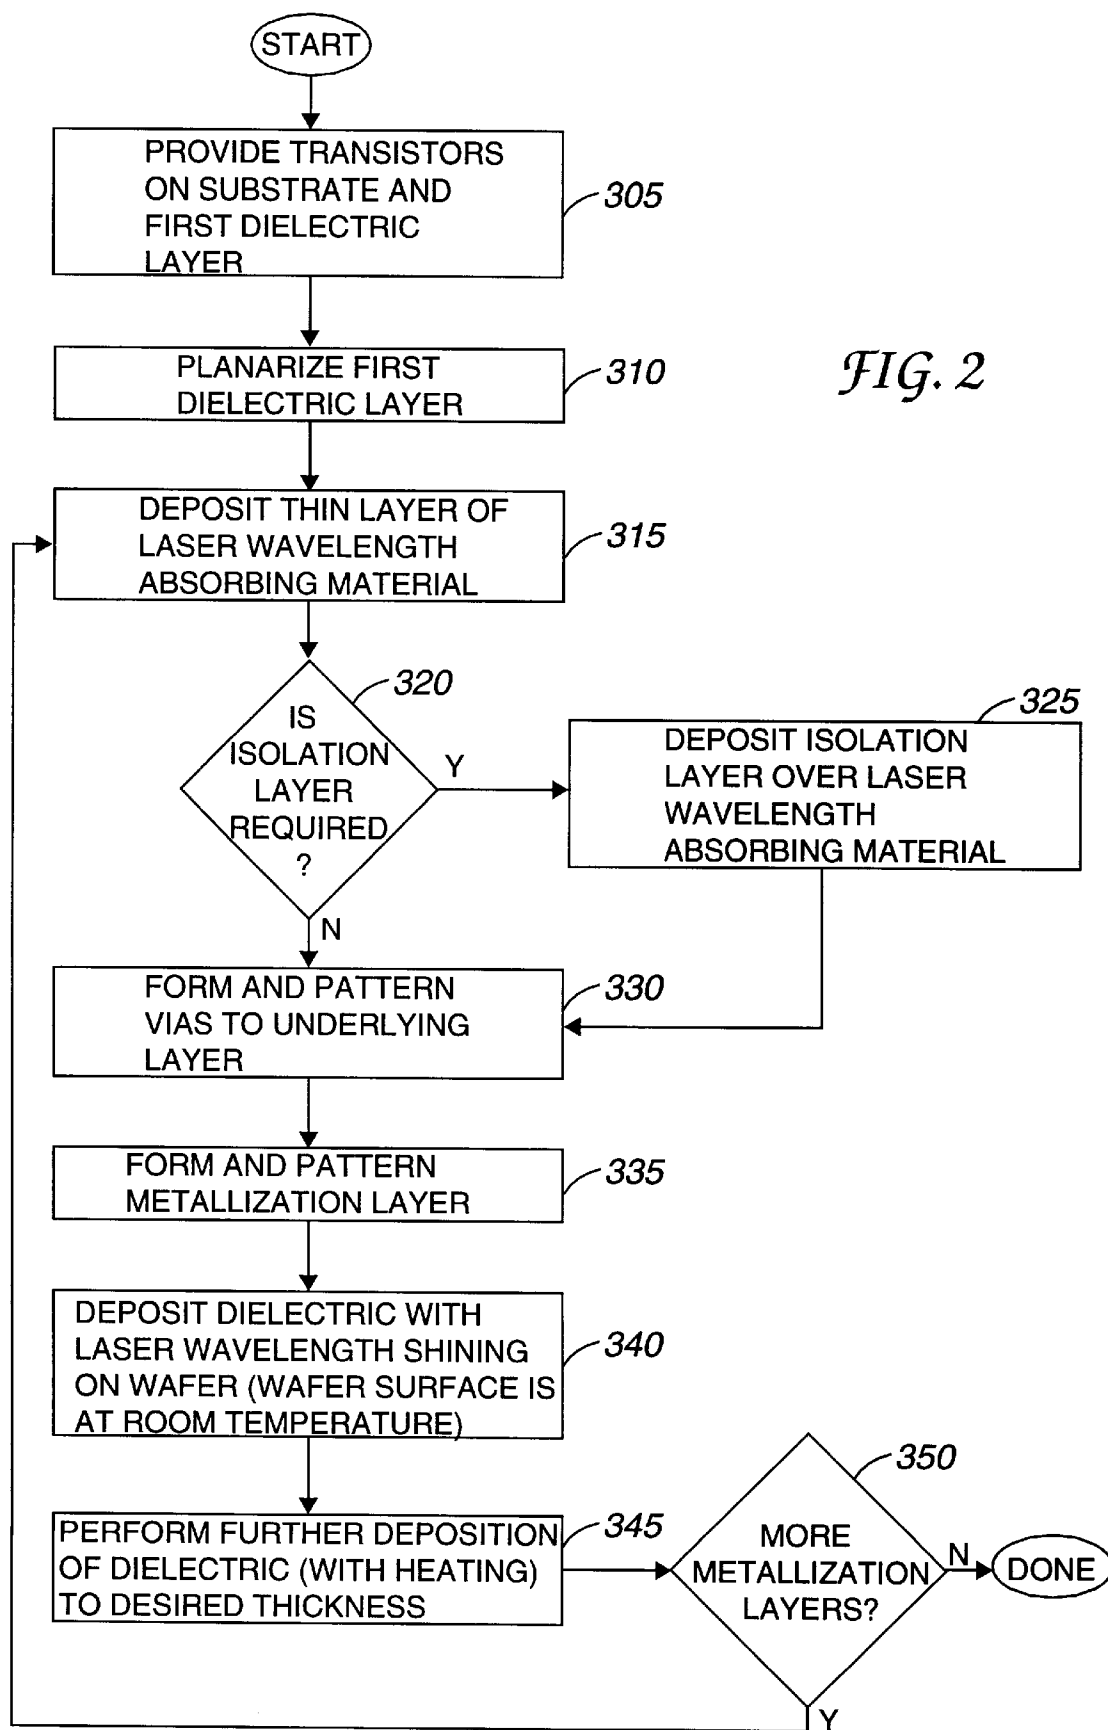 START
PROVIDE TRANSISTORS
ON SUBSTRATE AND
FIRST DIELECTRIC
LAYER
305
PLANARIZE FIRST
DIELECTRIC LAYER
310
FIG. 2
DEPOSIT THIN LAYER OF
LASER WAVELENGTH
ABSORBING MATERIAL
315
320
IS
ISOLATION
LAYER
REQUIRED
?
Y
N
325
DEPOSIT ISOLATION
LAYER OVER LASER
WAVELENGTH
ABSORBING MATERIAL
FORM AND PATTERN
VIAS TO UNDERLYING
LAYER
330
FORM AND PATTERN
METALLIZATION LAYER
335
DEPOSIT DIELECTRIC WITH
LASER WAVELENGTH SHINING
ON WAFER (WAFER SURFACE IS
AT ROOM TEMPERATURE)
340
PERFORM FURTHER DEPOSITION
OF DIELECTRIC (WITH HEATING)
TO DESIRED THICKNESS
345
350
MORE
METALLIZATION
LAYERS?
N
DONE
Y